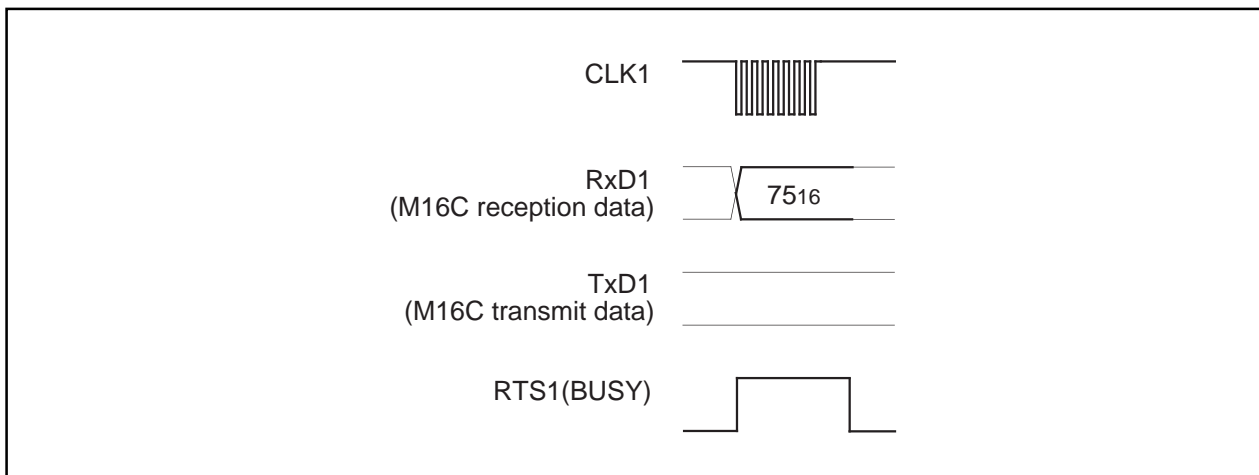 CLK1
RxD1
(M16C reception data)
7516
TxD1
(M16C transmit data)
RTS1(BUSY)